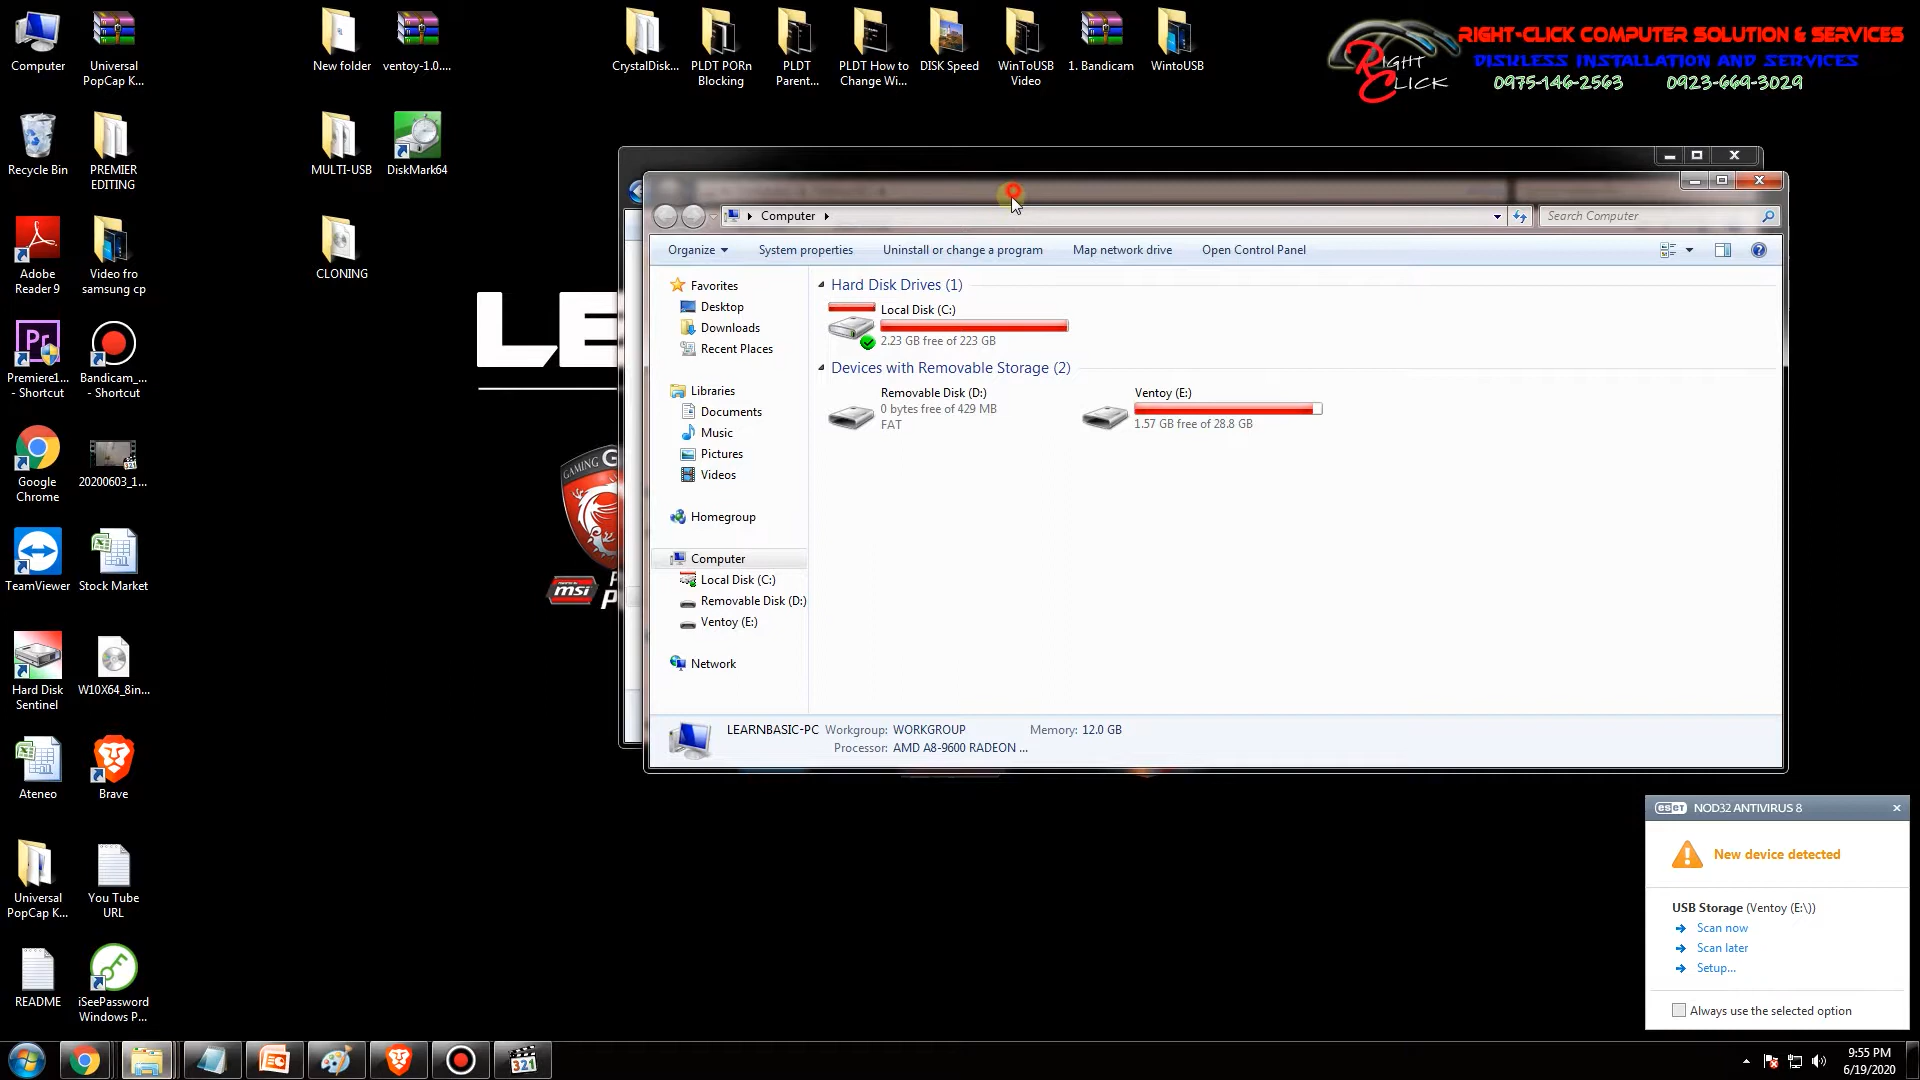 Computer
Universal
PopCap K...
New folder
ventoy-1.0....
CrystalDisk...
PLDT PORn
Blocking
PLDT
Parent...
PLDT How to
Change Wi...
DISK Speed
WinToUSB
Video
1. Bandicam
WintoUSB
RIGHT-CLICK COMPUTER SOLUTION & SERVICES
DISKLESS INSTALLATION AND SERVICES
0975-146-2563 0923-669-3029
Right
Click
Recycle Bin
PREMIER
EDITING
MULTI-USB
DiskMark64
Adobe
Reader 9
Video fro
samsung cp
CLONING
Premiere1...
- Shortcut
Bandicam_...
- Shortcut
Google
Chrome
20200603_1...
TeamViewer
Stock Market
Hard Disk
Sentinel
W10X64_8in...
Ateneo
Brave
Universal
PopCap K...
You Tube
URL
README
iSeePassword
Windows P...
LE
GAMING G
msi
Computer
Search Computer
Organize
System properties
Uninstall or change a program
Map network drive
Open Control Panel
Favorites
Desktop
Downloads
Recent Places
Libraries
Documents
Music
Pictures
Videos
Homegroup
Computer
Local Disk (C:)
Removable Disk (D:)
Ventoy (E:)
Network
Hard Disk Drives (1)
Local Disk (C:)
2.23 GB free of 223 GB
Devices with Removable Storage (2)
Removable Disk (D:)
0 bytes free of 429 MB
FAT
Ventoy (E:)
1.57 GB free of 28.8 GB
LEARNBASIC-PC Workgroup: WORKGROUP Memory: 12.0 GB
Processor: AMD A8-9600 RADEON ...
eset NOD32 ANTIVIRUS 8
New device detected
USB Storage (Ventoy (E:\))
Scan now
Scan later
Setup...
Always use the selected option
321
9:55 PM
6/19/2020